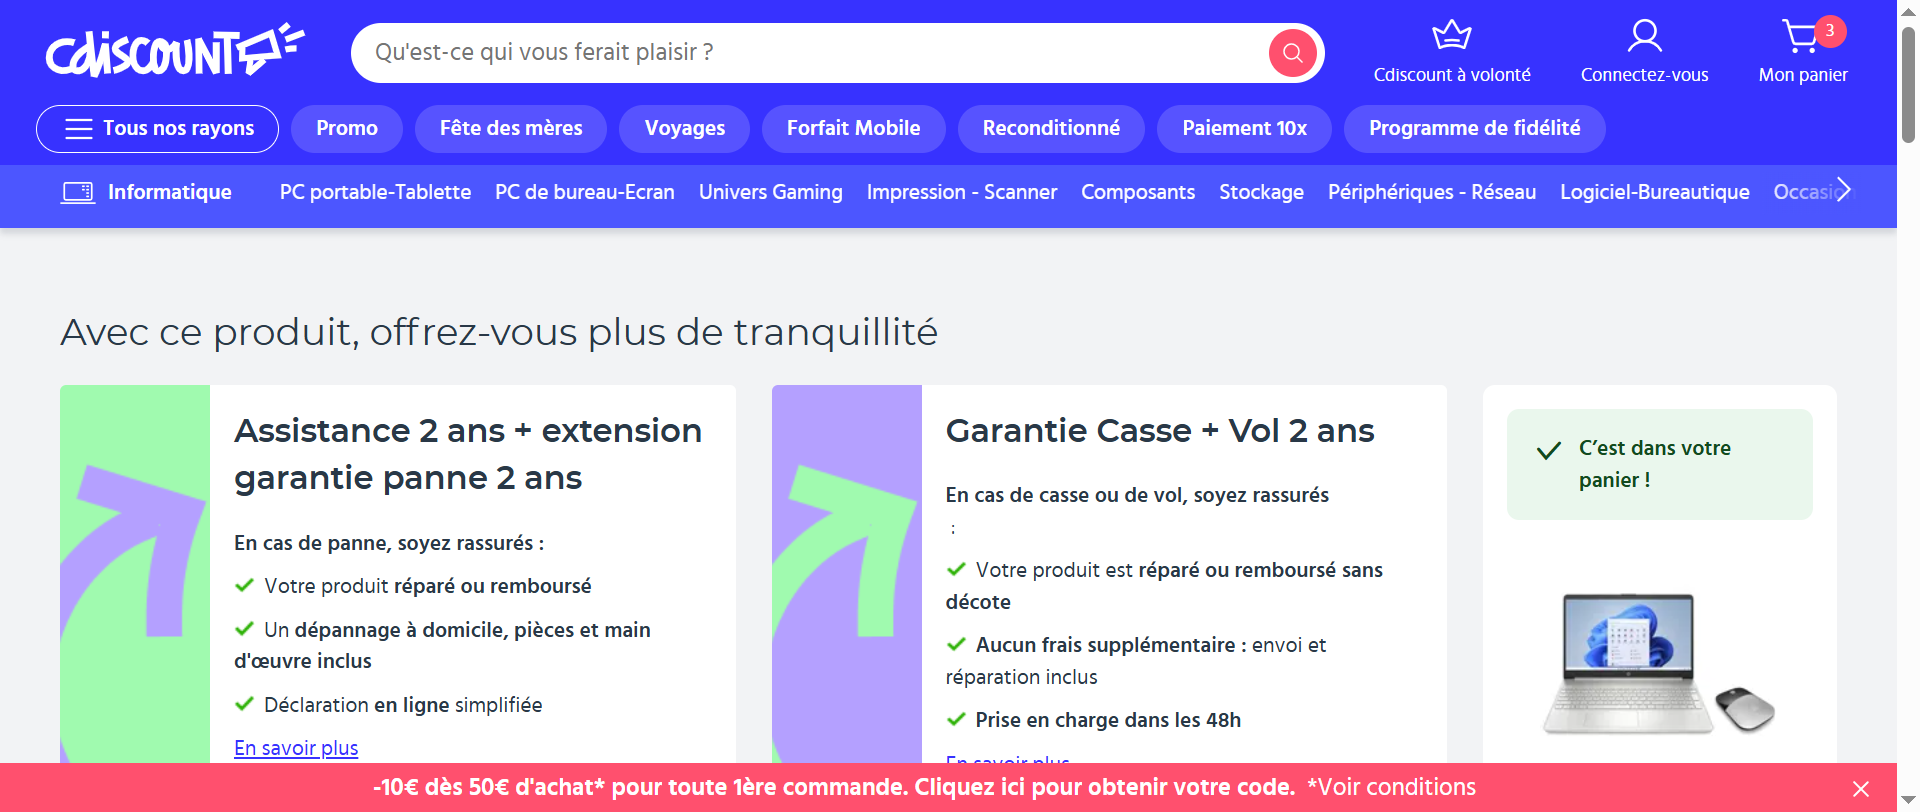 cdiscount
Qu'est-ce qui vous ferait plaisir ?
Cdiscount à volonté
Connectez-vous
3
Mon panier
Tous nos rayons
Promo
Fête des mères
Voyages
Forfait Mobile
Reconditionné
Paiement 10x
Programme de fidélité
Informatique
PC portable-Tablette
PC de bureau-Ecran
Univers Gaming
Impression - Scanner
Composants
Stockage
Périphériques - Réseau
Logiciel-Bureautique
Occasion
Avec ce produit, offrez-vous plus de tranquillité
Assistance 2 ans + extension
garantie panne 2 ans
En cas de panne, soyez rassurés :
Votre produit réparé ou remboursé
Un dépannage à domicile, pièces et main
d'œuvre inclus
Déclaration en ligne simplifiée
En savoir plus
Garantie Casse + Vol 2 ans
En cas de casse ou de vol, soyez rassurés
:
Votre produit est réparé ou remboursé sans
décote
Aucun frais supplémentaire : envoi et
réparation inclus
Prise en charge dans les 48h
En savoir plus
C’est dans votre
panier !
-10€ dès 50€ d'achat* pour toute 1ère commande. Cliquez ici pour obtenir votre code. *Voir conditions